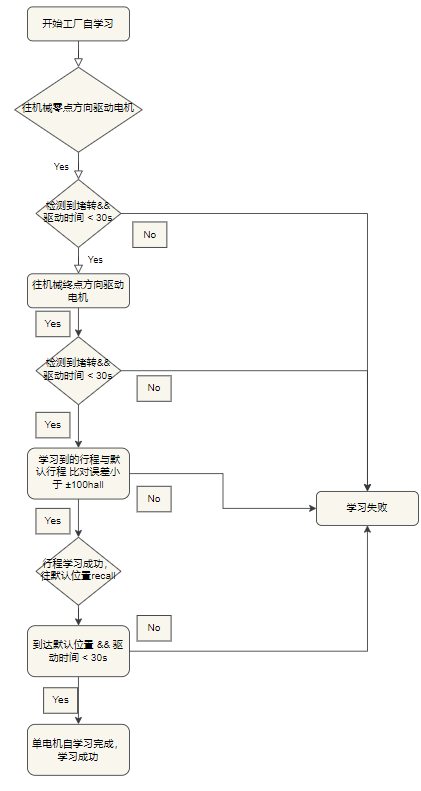 开始工厂自学习
往机械零点方向驱动电机
Yes
检测到堵转&&
驱动时间 < 30s
No
Yes
往机械终点方向驱动
电机
Yes
检测到堵转&&
驱动时间 < 30s
No
Yes
学习到的行程与默
认行程 比对误差小
于 ±100hall
No
学习失败
Yes
行程学习成功，
往默认位置recall
No
到达默认位置 && 驱
动时间 < 30s
Yes
单电机自学习完成，
学习成功